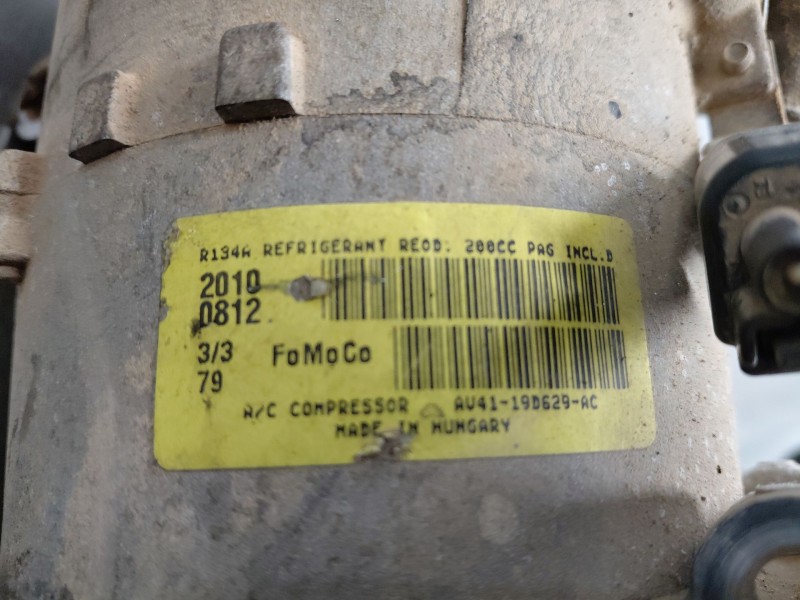 R134A REFRIGERANT REQD. 200CC PAG INCL.D
2010
0812
3/3 FoMoCo
79
A/C COMPRESSOR AV41-19D629-AC
MADE IN HUNGARY